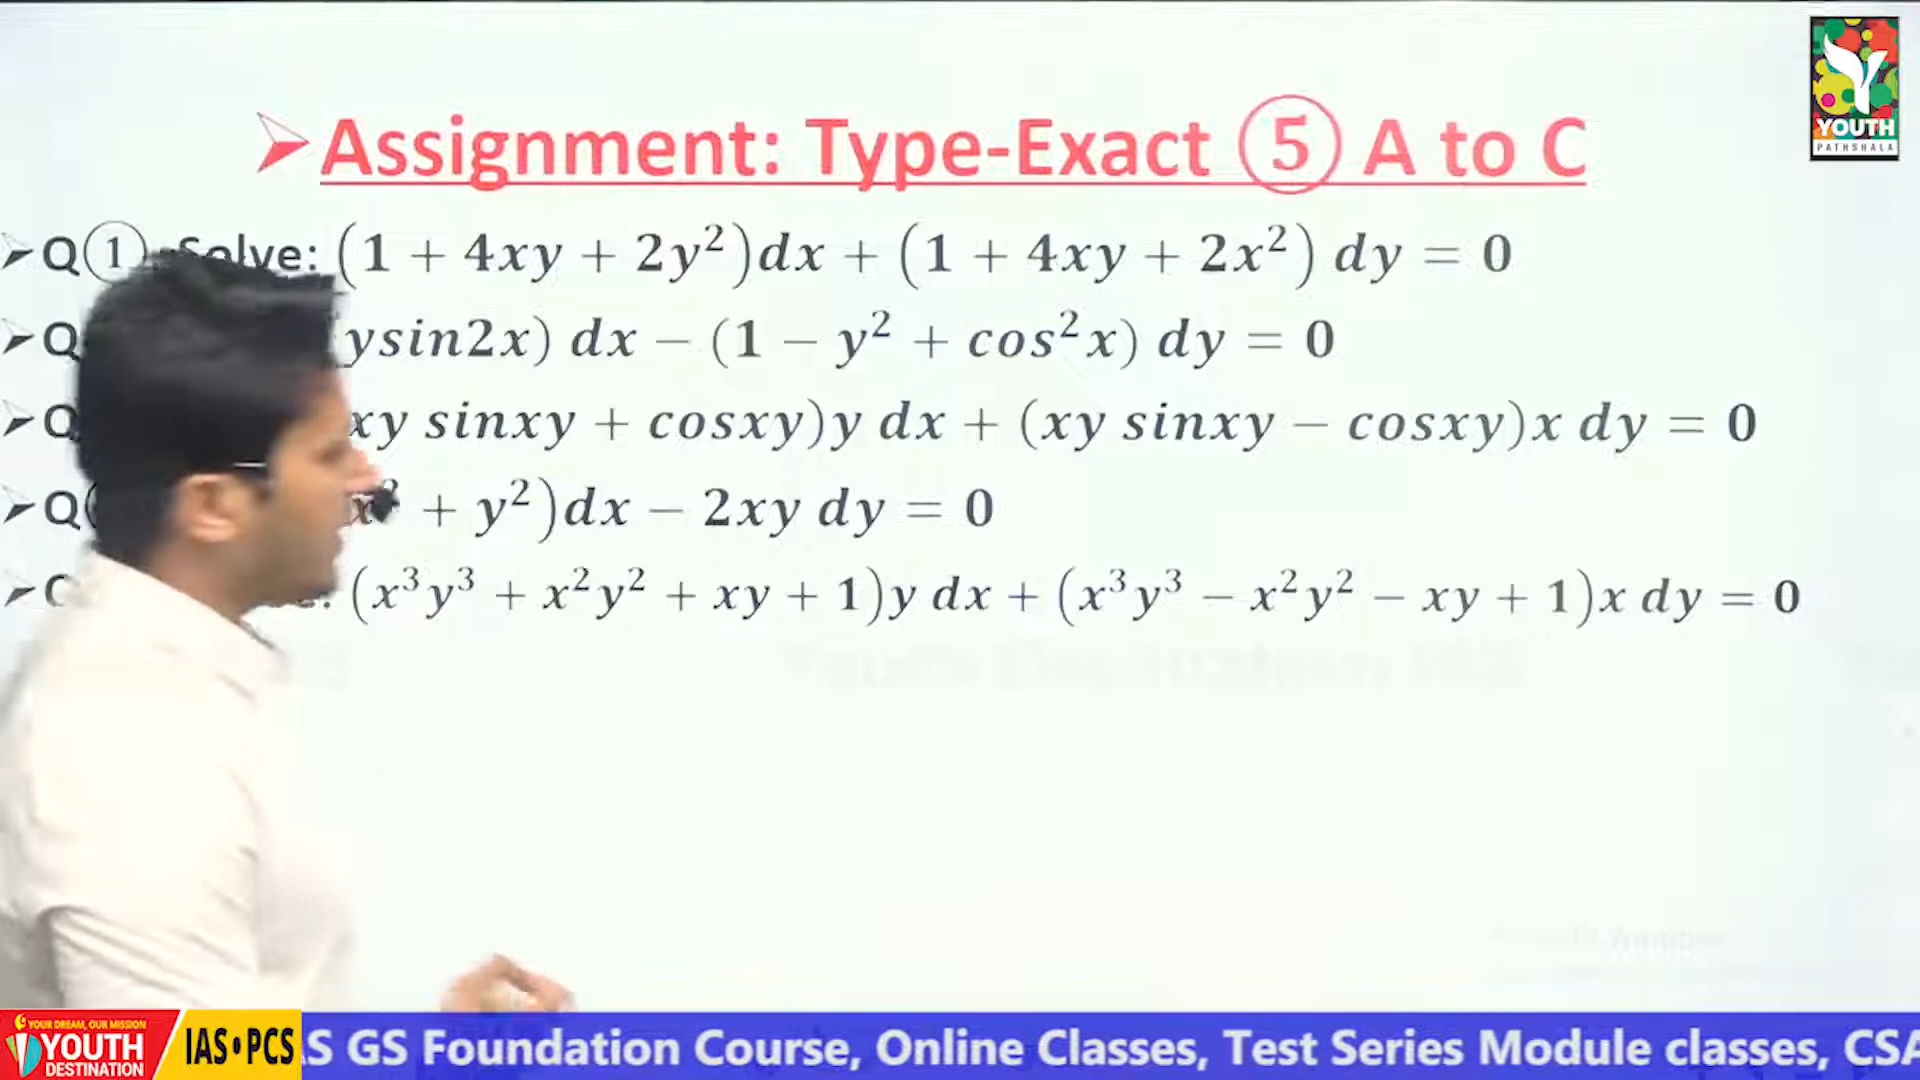 YOUTH
PATHSHALA
➢Assignment: Type-Exact ⑤ A to C
➢Q① Solve: (1 + 4xy + 2y²)dx + (1 + 4xy + 2x²) dy = 0
➢Q ysin2x) dx − (1 − y² + cos²x) dy = 0
➢Q xy sinxy + cosxy)y dx + (xy sinxy − cosxy)x dy = 0
➢Q + y²)dx − 2xy dy = 0
➢ (x³y³ + x²y² + xy + 1)y dx + (x³y³ − x²y² − xy + 1)x dy = 0
YOUR DREAM, OUR MISSION
YOUTH
DESTINATION
IAS•PCS
S GS Foundation Course, Online Classes, Test Series Module classes, CSA